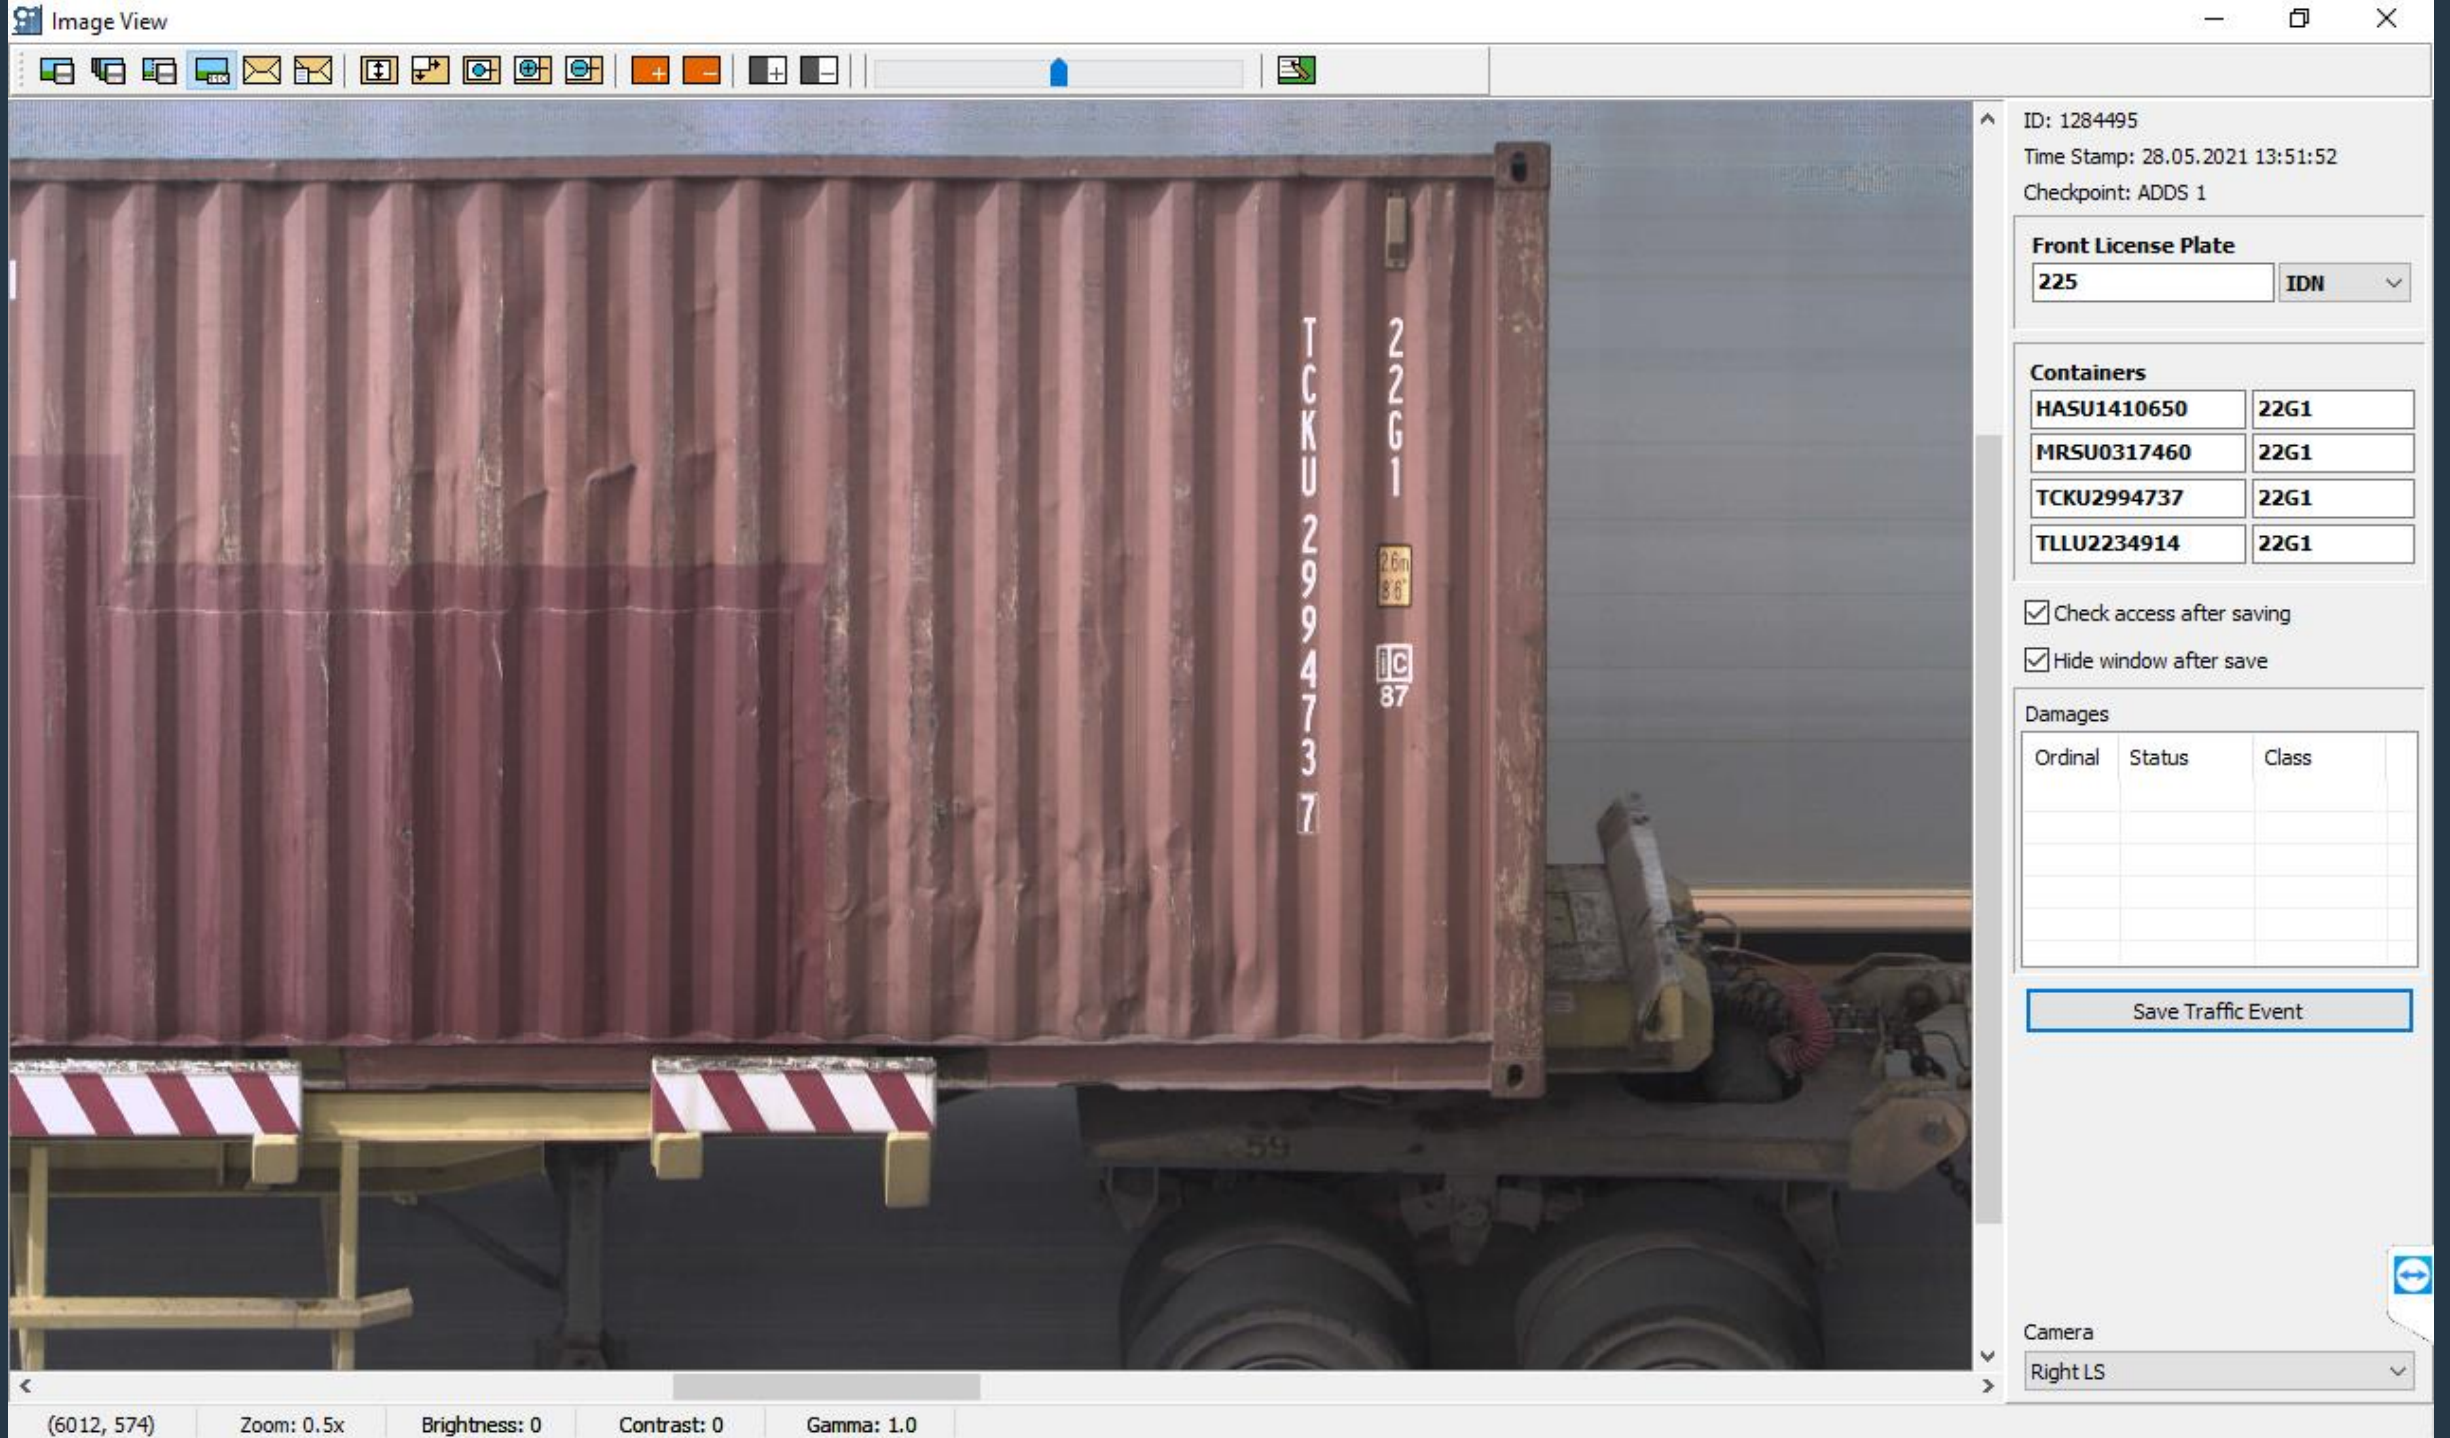 Image View
ID: 1284495
Time Stamp: 28.05.2021 13:51:52
Checkpoint: ADDS 1
Front License Plate
225 IDN
Containers
HASU1410650 22G1
MRSU0317460 22G1
TCKU2994737 22G1
TLLU2234914 22G1
Check access after saving
Hide window after save
Damages
Ordinal Status Class
Save Traffic Event
Camera
Right LS
TCKU 299473 7
22G1
2.6m
8'6"
iC
87
59
(6012, 574) Zoom: 0.5x Brightness: 0 Contrast: 0 Gamma: 1.0